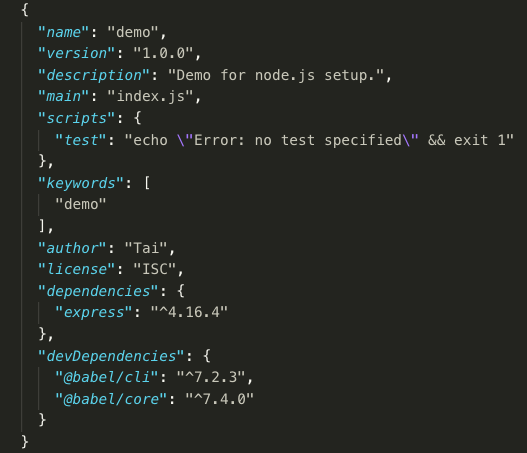 {
  "name": "demo",
  "version": "1.0.0",
  "description": "Demo for node.js setup.",
  "main": "index.js",
  "scripts": {
    "test": "echo \"Error: no test specified\" && exit 1"
  },
  "keywords": [
    "demo"
  ],
  "author": "Tai",
  "license": "ISC",
  "dependencies": {
    "express": "^4.16.4"
  },
  "devDependencies": {
    "@babel/cli": "^7.2.3",
    "@babel/core": "^7.4.0"
  }
}